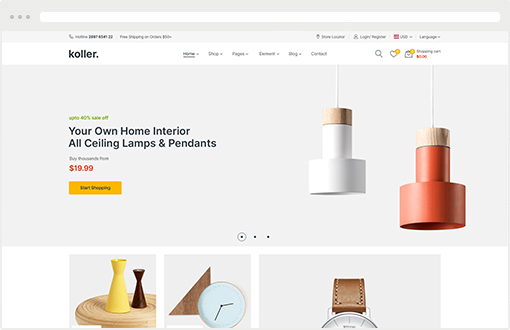 Hotline 2997 6541 22 Free Shipping on Orders $50+ Store Locator Login/ Register USD Language
koller. Home Shop Pages Element Blog Contact 0 0 Shopping cart
$0.00
upto 40% sale off
Your Own Home Interior
All Ceiling Lamps & Pendants
Buy thousands from
$19.99
Start Shopping